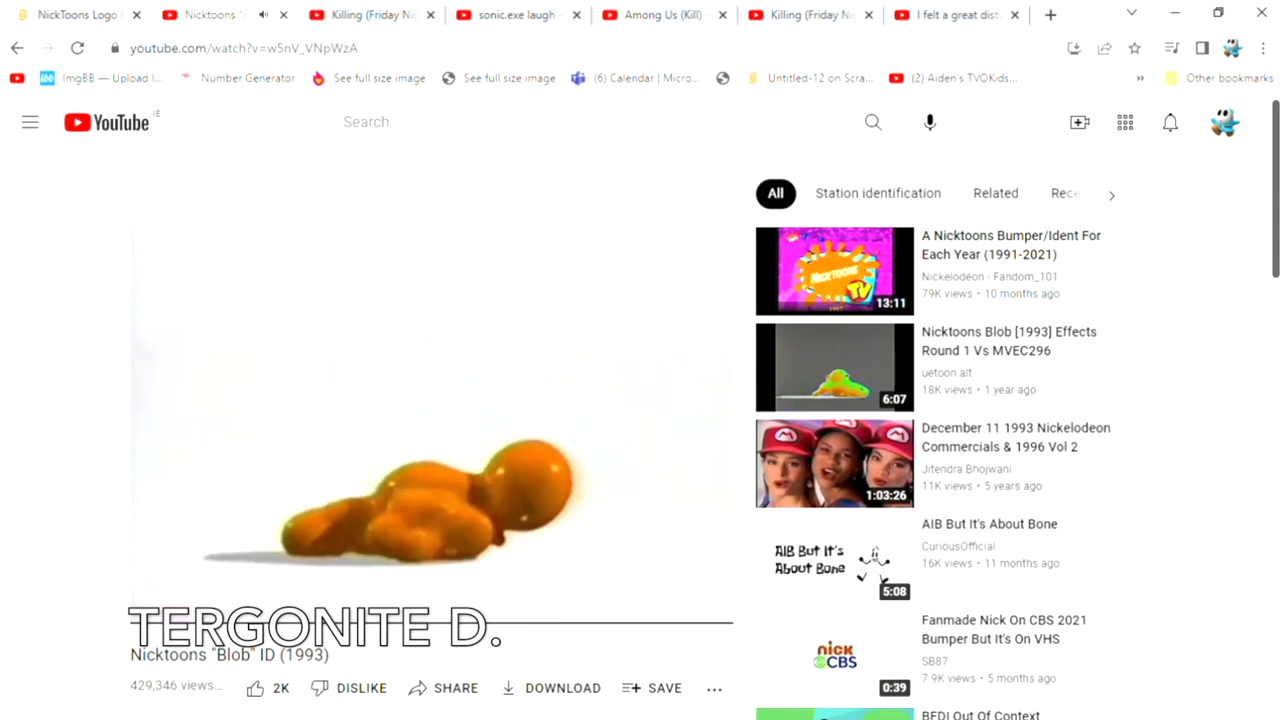 NickToons Logo
Nicktoons "
Killing (Friday Ni
sonic.exe laugh -
Among Us (Kill) -
Killing (Friday Ni
I felt a great dist
youtube.com/watch?v=w5nV_VNpWzA
ImgBB — Upload I...
Number Generator
See full size image
See full size image
(6) Calendar | Micro...
Untitled-12 on Scra...
(2) Aiden's TVOKids...
»
Other bookmarks
YouTube IE
Search
All
Station identification
Related
Rece
NICKTOONS
TV
13:11
A Nicktoons Bumper/Ident For
Each Year (1991-2021)
Nickelodeon - Fandom_101
79K views • 10 months ago
6:07
Nicktoons Blob [1993] Effects
Round 1 Vs MVEC296
uetoon alt
18K views • 1 year ago
M M M
1:03:26
December 11 1993 Nickelodeon
Commercials & 1996 Vol 2
Jitendra Bhojwani
11K views • 5 years ago
AIB But It's
About Bone
5:08
AIB But It's About Bone
CuriousOfficial
16K views • 11 months ago
nick
CBS
0:39
Fanmade Nick On CBS 2021
Bumper But It's On VHS
SB87
7.9K views • 5 months ago
BFDI Out Of Context
TERGONITE D.
Nicktoons "Blob" ID (1993)
429,346 views...
2K
DISLIKE
SHARE
DOWNLOAD
SAVE
...